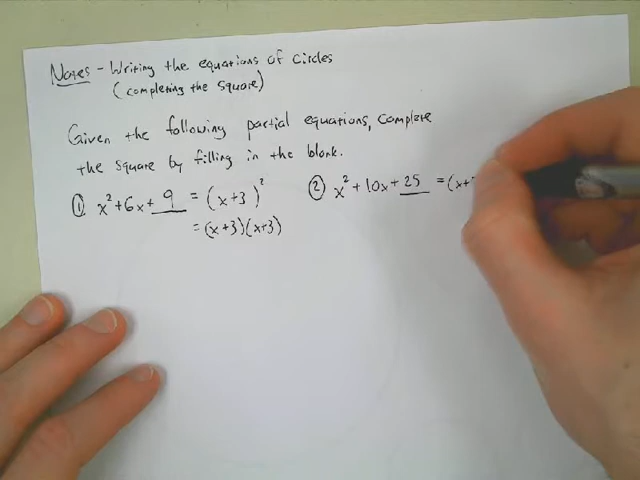 Notes - Writing the equations of circles
(completing the square)
Given the following partial equations, complete
the square by filling in the blank.
① x²+6x+ 9 = (x+3)²
= (x+3)(x+3)
② x²+10x+ 25 = (x+